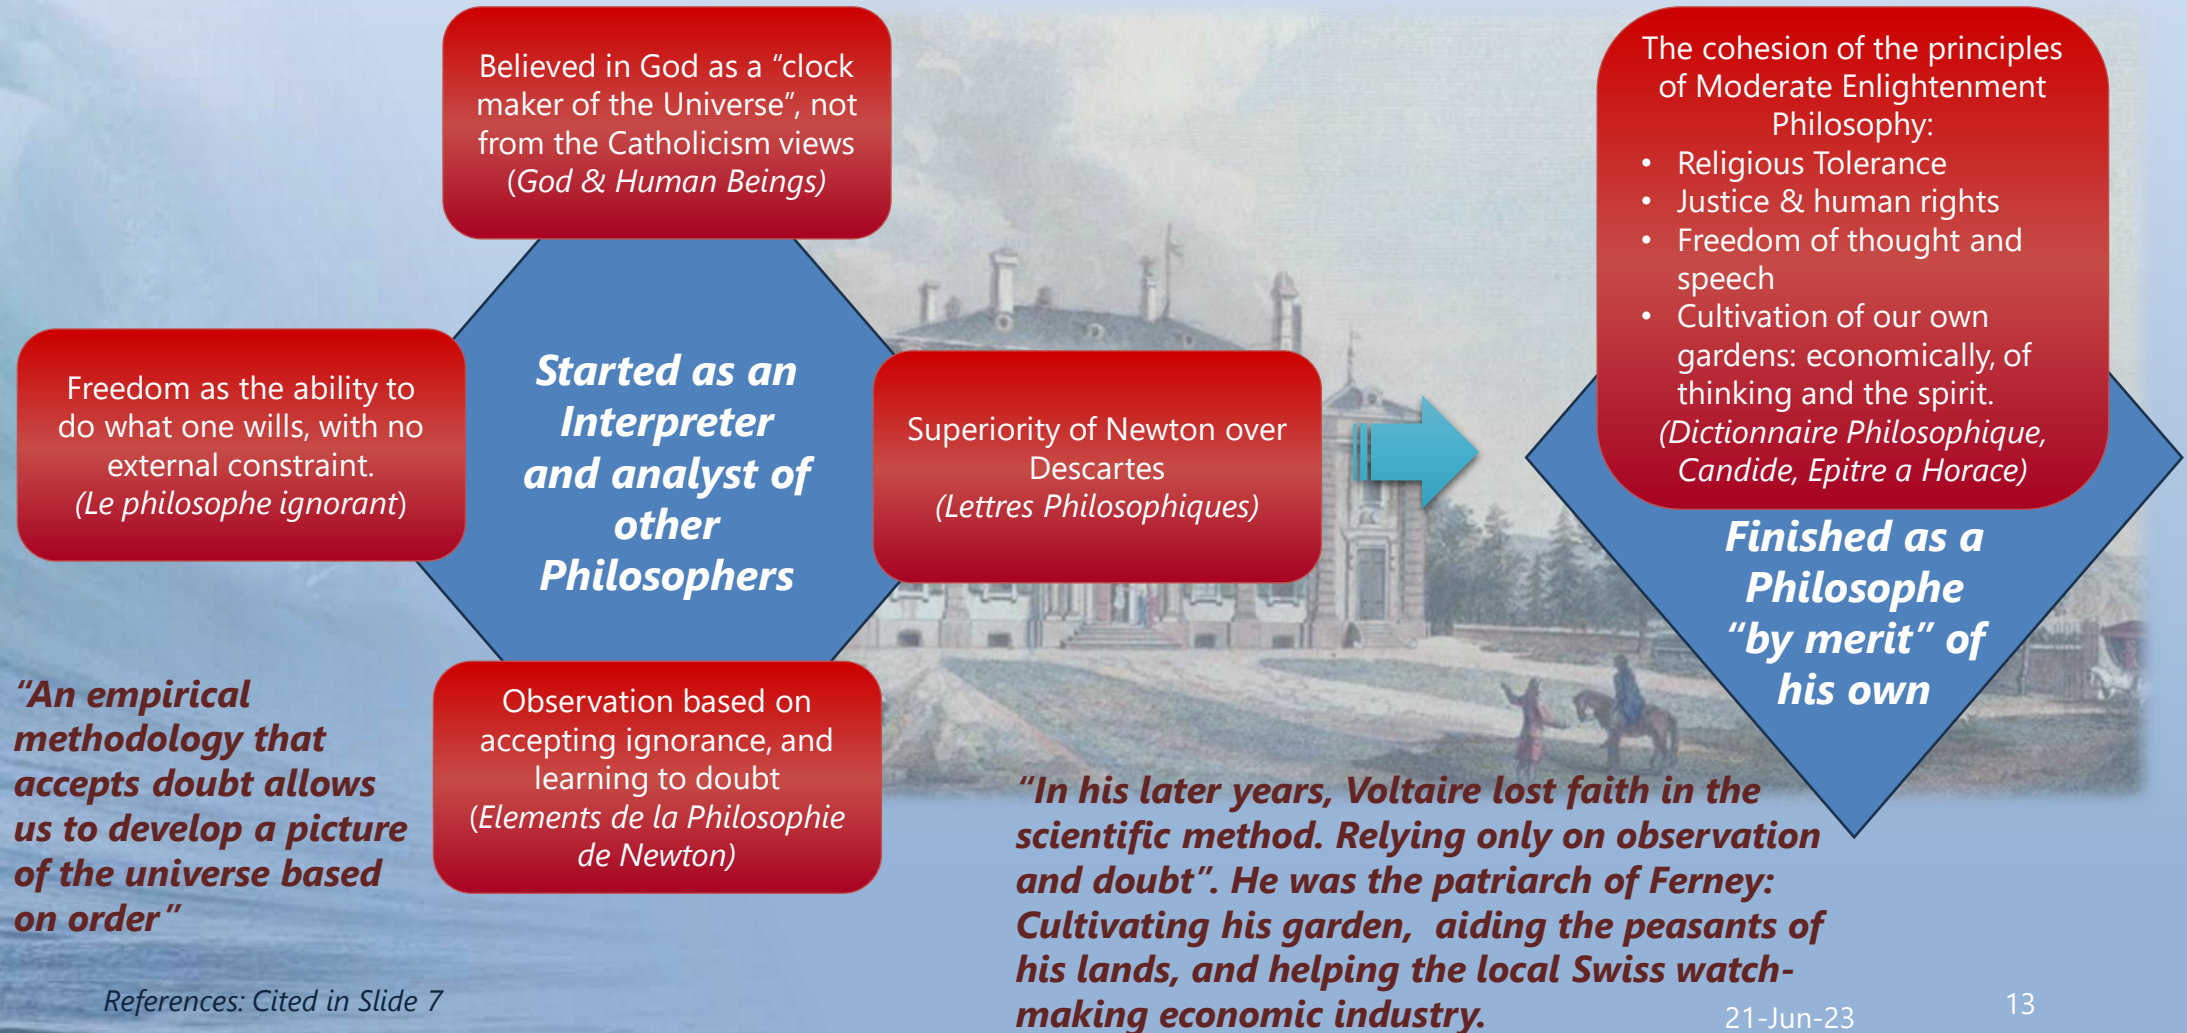 Believed in God as a “clock
maker of the Universe”, not
from the Catholicism views
(God & Human Beings)
Freedom as the ability to
do what one wills, with no
external constraint.
(Le philosophe ignorant)
Started as an
Interpreter
and analyst of
other
Philosophers
Superiority of Newton over
Descartes
(Lettres Philosophiques)
Observation based on
accepting ignorance, and
learning to doubt
(Elements de la Philosophie
de Newton)
The cohesion of the principles
of Moderate Enlightenment
Philosophy:
• Religious Tolerance
• Justice & human rights
• Freedom of thought and
speech
• Cultivation of our own
gardens: economically, of
thinking and the spirit.
(Dictionnaire Philosophique,
Candide, Epitre a Horace)
Finished as a
Philosophe
“by merit” of
his own
“An empirical
methodology that
accepts doubt allows
us to develop a picture
of the universe based
on order”
“In his later years, Voltaire lost faith in the
scientific method. Relying only on observation
and doubt”. He was the patriarch of Ferney:
Cultivating his garden, aiding the peasants of
his lands, and helping the local Swiss watch-
making economic industry.
References: Cited in Slide 7
21-Jun-23
13